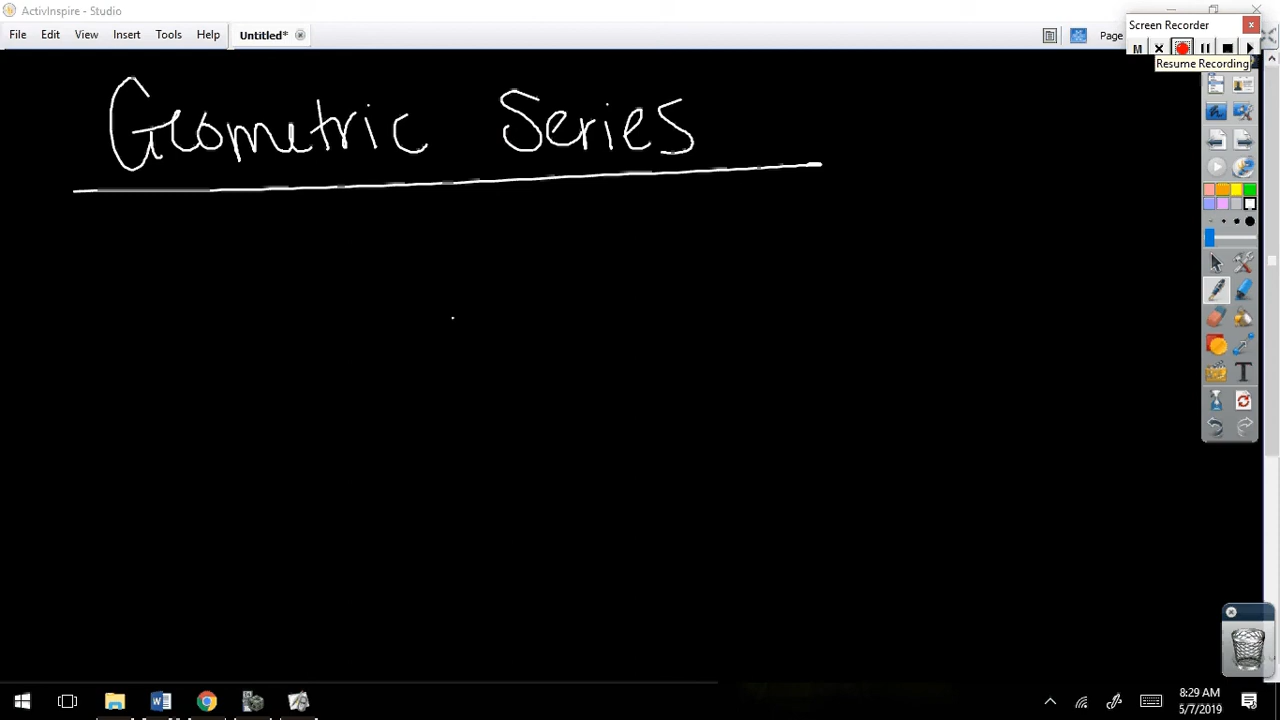 ActivInspire - Studio
Screen Recorder
File Edit View Insert Tools Help Untitled* Page
M
Resume Recording
Geometric Series
T
8:29 AM
5/7/2019